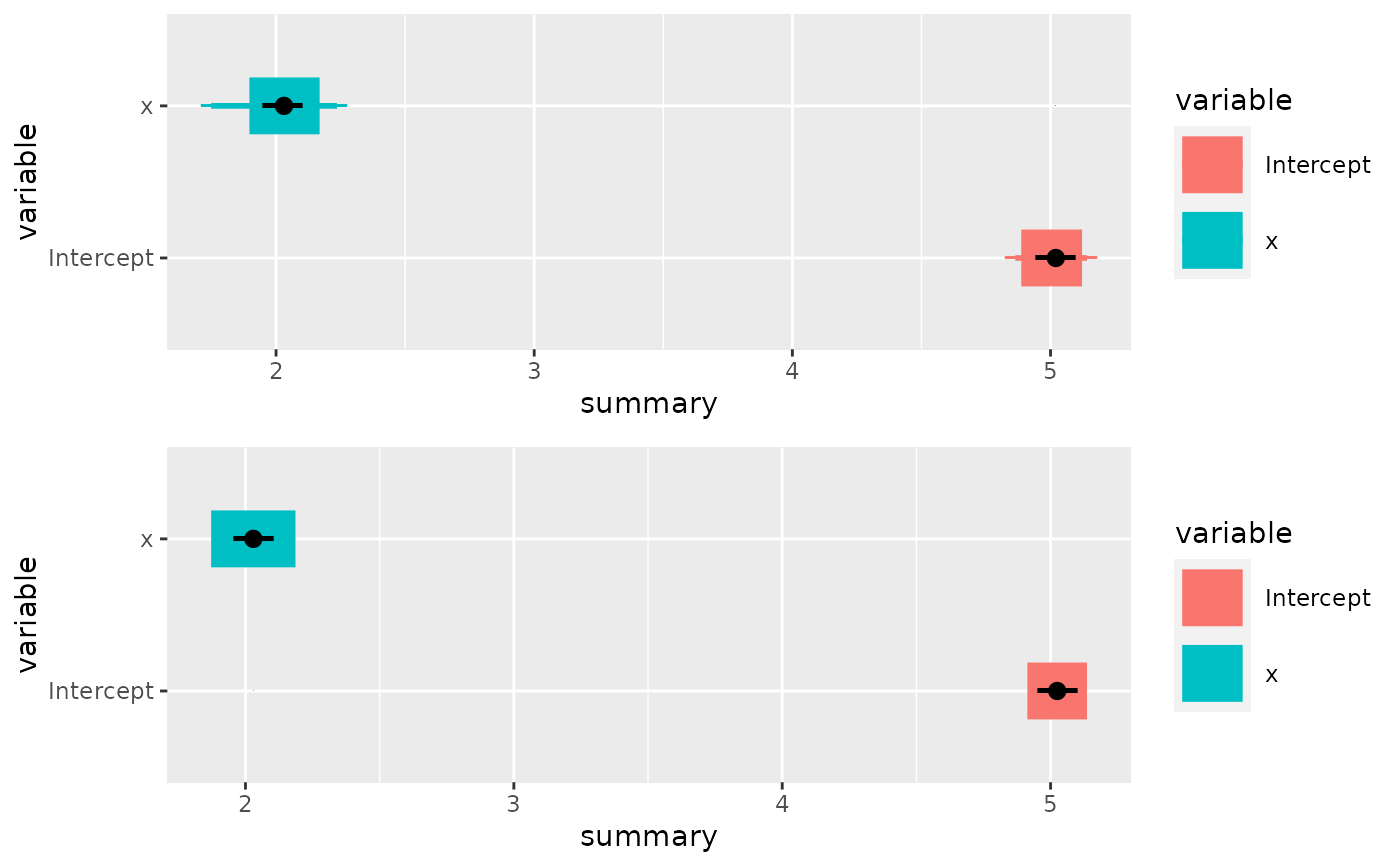 variable
x
Intercept
2 3 4 5
summary
variable
Intercept
x
variable
x
Intercept
2 3 4 5
summary
variable
Intercept
x